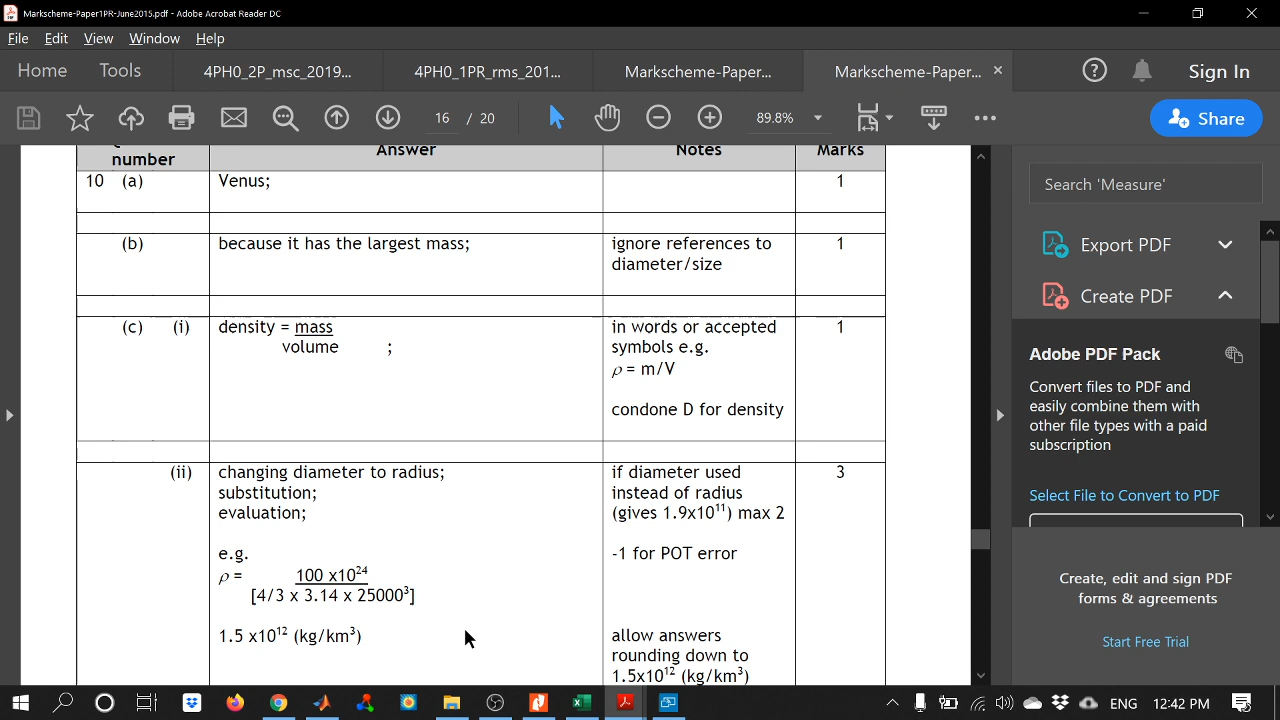 Markscheme-Paper1PR-June2015.pdf - Adobe Acrobat Reader DC
File Edit View Window Help
Home Tools 4PH0_2P_msc_2019... 4PH0_1PR_rms_201... Markscheme-Paper... Markscheme-Paper... × Sign In
16 / 20 89.8% Share
number Answer Notes Marks
10 (a) Venus; 1
(b) because it has the largest mass; ignore references to 1
diameter/size
(c) (i) density = mass in words or accepted 1
volume ; symbols e.g.
ρ = m/V
condone D for density
(ii) changing diameter to radius; if diameter used 3
substitution; instead of radius
evaluation; (gives 1.9x10¹¹) max 2
e.g. -1 for POT error
ρ = 100 x10²⁴
[4/3 x 3.14 x 25000³]
1.5 x10¹² (kg/km³) allow answers
rounding down to
1.5x10¹² (kg/km³)
Search 'Measure'
Export PDF
Create PDF
Adobe PDF Pack
Convert files to PDF and
easily combine them with
other file types with a paid
subscription
Select File to Convert to PDF
Create, edit and sign PDF
forms & agreements
Start Free Trial
ENG 12:42 PM